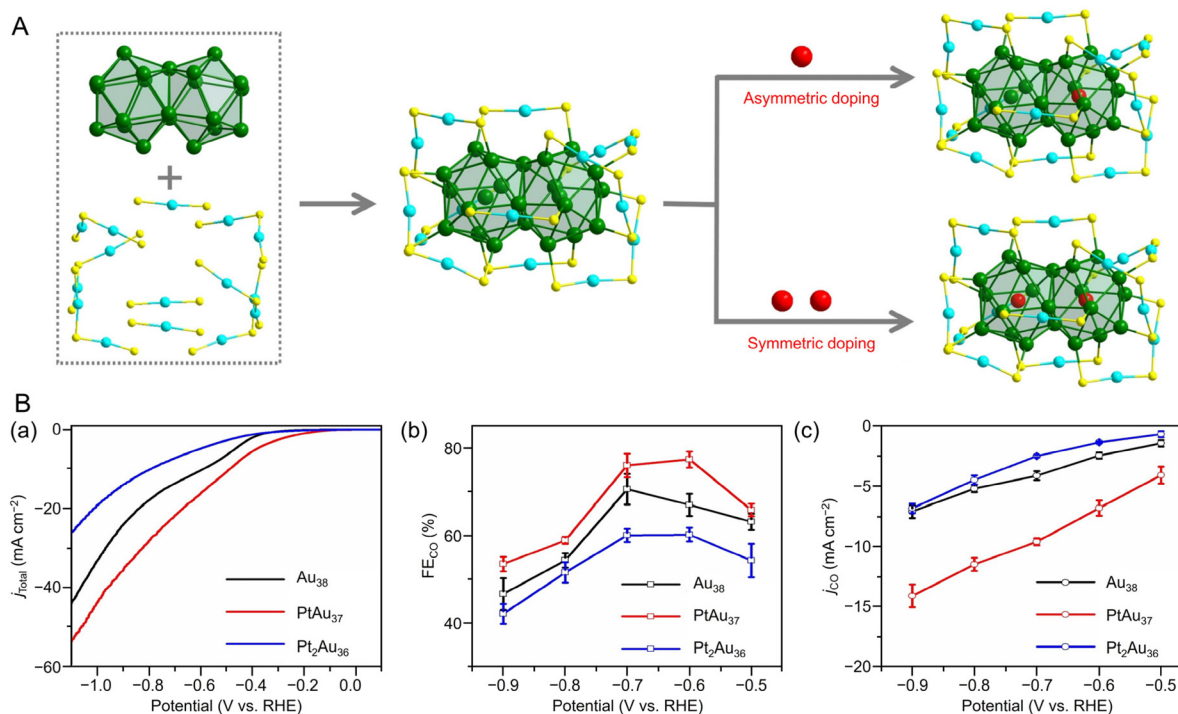 A
+
Asymmetric doping
Symmetric doping
B
(a)
0
−20
−40
−60
j_Total (mA cm⁻²)
Au₃₈
PtAu₃₇
Pt₂Au₃₆
−1.0 −0.8 −0.6 −0.4 −0.2 0.0
Potential (V vs. RHE)
(b)
80
60
40
FE_CO (%)
Au₃₈
PtAu₃₇
Pt₂Au₃₆
−0.9 −0.8 −0.7 −0.6 −0.5
Potential (V vs. RHE)
(c)
0
−5
−10
−15
−20
j_CO (mA cm⁻²)
Au₃₈
PtAu₃₇
Pt₂Au₃₆
−0.9 −0.8 −0.7 −0.6 −0.5
Potential (V vs. RHE)